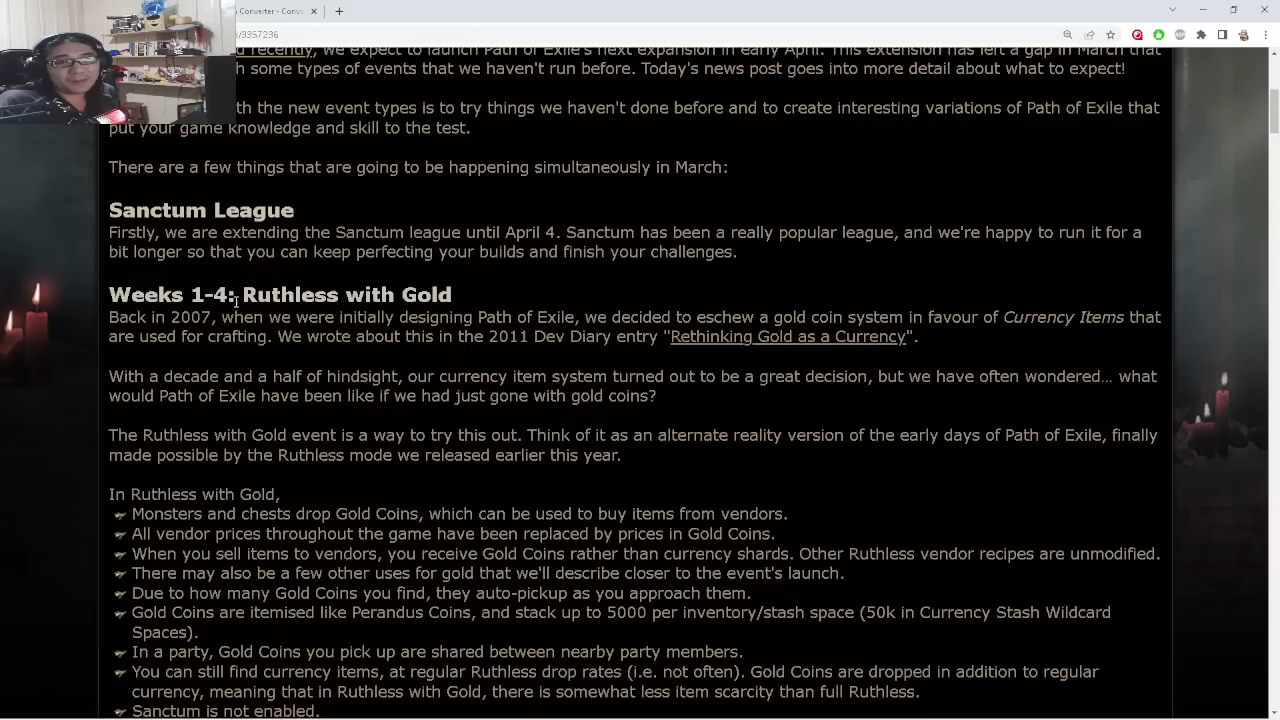 Converter - Conve
/3357236
d recently, we expect to launch Path of Exile's next expansion in early April. This extension has left a gap in March that
h some types of events that we haven't run before. Today's news post goes into more detail about what to expect!
th the new event types is to try things we haven't done before and to create interesting variations of Path of Exile that
put your game knowledge and skill to the test.
There are a few things that are going to be happening simultaneously in March:
Sanctum League
Firstly, we are extending the Sanctum league until April 4. Sanctum has been a really popular league, and we're happy to run it for a
bit longer so that you can keep perfecting your builds and finish your challenges.
Weeks 1-4: Ruthless with Gold
Back in 2007, when we were initially designing Path of Exile, we decided to eschew a gold coin system in favour of Currency Items that
are used for crafting. We wrote about this in the 2011 Dev Diary entry "Rethinking Gold as a Currency".
With a decade and a half of hindsight, our currency item system turned out to be a great decision, but we have often wondered... what
would Path of Exile have been like if we had just gone with gold coins?
The Ruthless with Gold event is a way to try this out. Think of it as an alternate reality version of the early days of Path of Exile, finally
made possible by the Ruthless mode we released earlier this year.
In Ruthless with Gold,
Monsters and chests drop Gold Coins, which can be used to buy items from vendors.
All vendor prices throughout the game have been replaced by prices in Gold Coins.
When you sell items to vendors, you receive Gold Coins rather than currency shards. Other Ruthless vendor recipes are unmodified.
There may also be a few other uses for gold that we'll describe closer to the event's launch.
Due to how many Gold Coins you find, they auto-pickup as you approach them.
Gold Coins are itemised like Perandus Coins, and stack up to 5000 per inventory/stash space (50k in Currency Stash Wildcard
Spaces).
In a party, Gold Coins you pick up are shared between nearby party members.
You can still find currency items, at regular Ruthless drop rates (i.e. not often). Gold Coins are dropped in addition to regular
currency, meaning that in Ruthless with Gold, there is somewhat less item scarcity than full Ruthless.
Sanctum is not enabled.